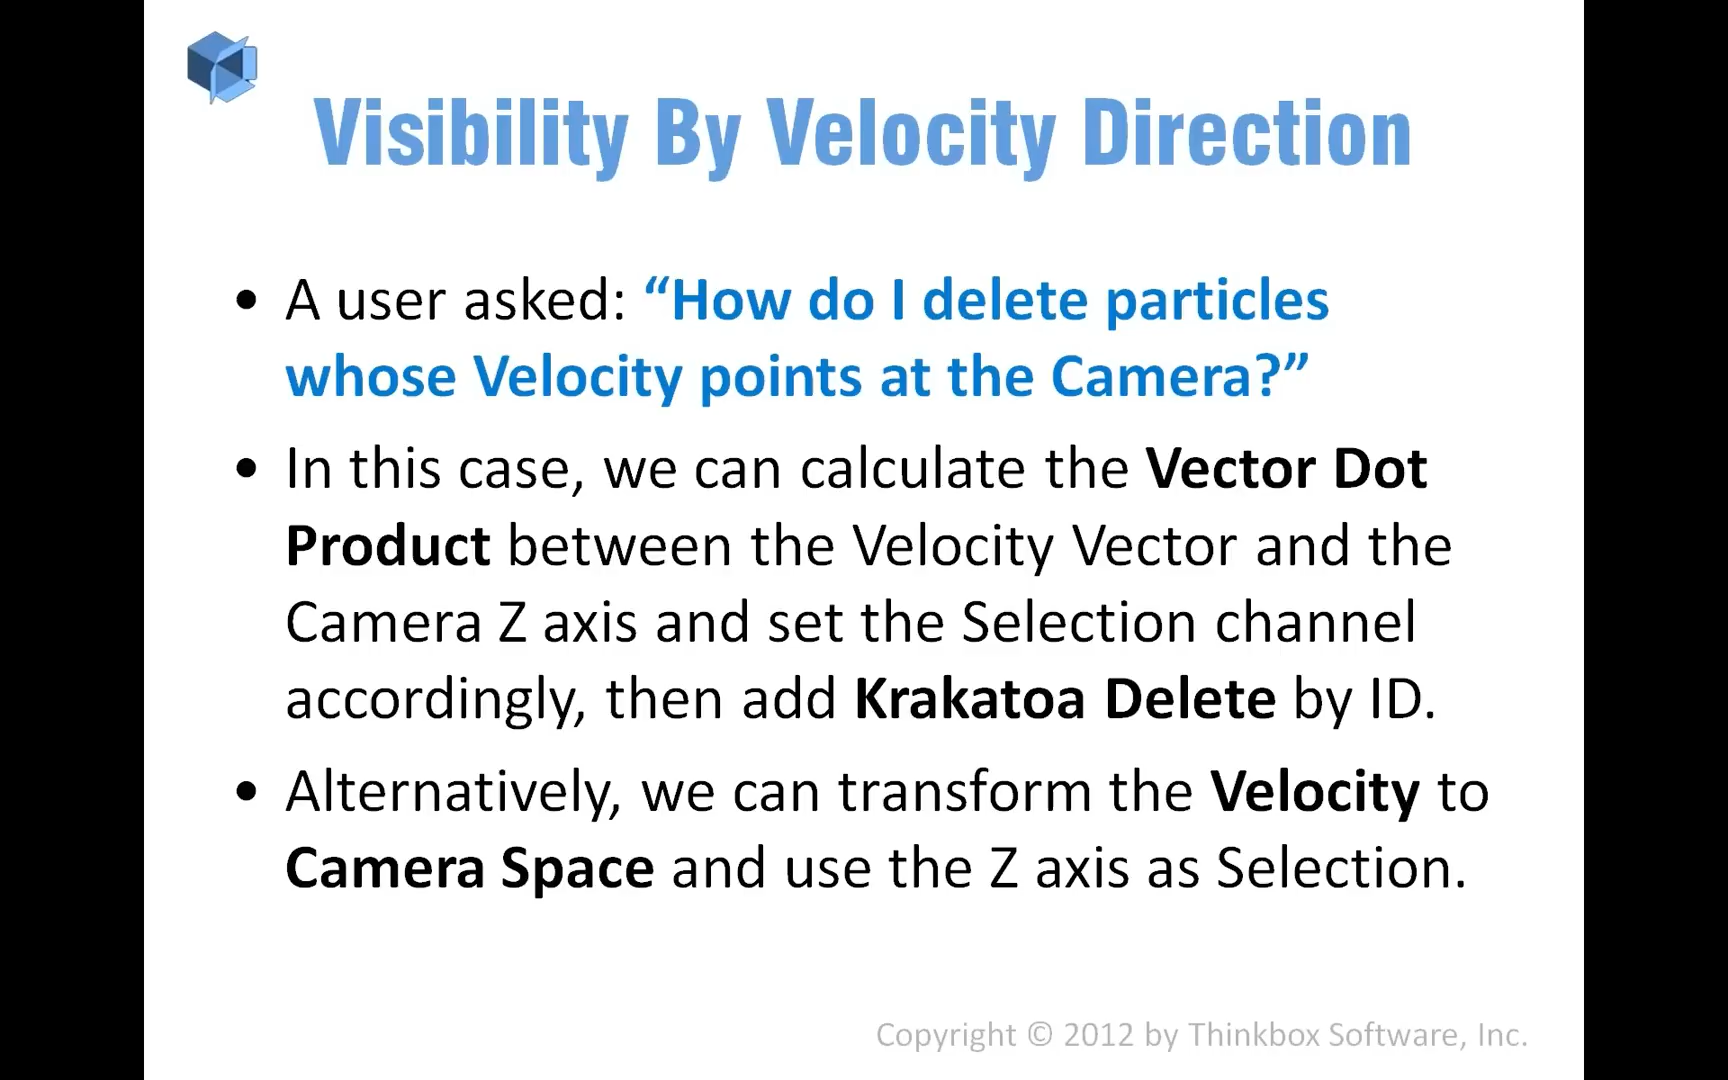 Visibility By Velocity Direction
• A user asked: “How do I delete particles
whose Velocity points at the Camera?”
• In this case, we can calculate the Vector Dot
Product between the Velocity Vector and the
Camera Z axis and set the Selection channel
accordingly, then add Krakatoa Delete by ID.
• Alternatively, we can transform the Velocity to
Camera Space and use the Z axis as Selection.
Copyright © 2012 by Thinkbox Software, Inc.